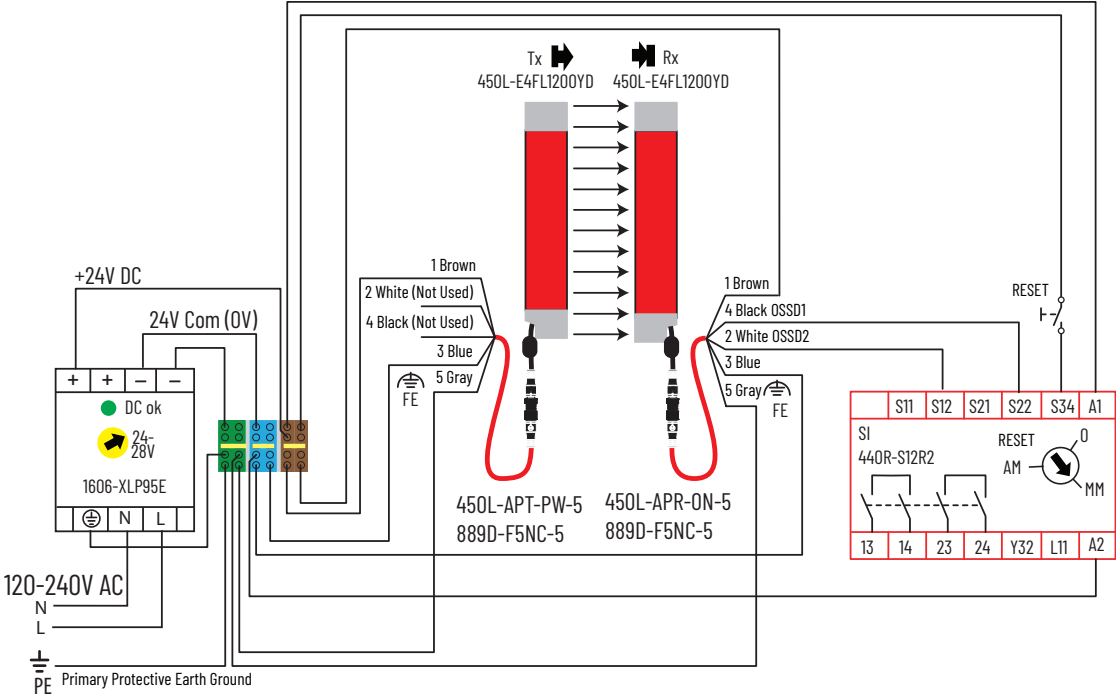 Tx
Rx
450L-E4FL1200YD
450L-E4FL1200YD
+24V DC
24V Com (0V)
1 Brown
2 White (Not Used)
4 Black (Not Used)
3 Blue
5 Gray
FE
1 Brown
4 Black OSSD1
2 White OSSD2
3 Blue
5 Gray
FE
RESET
+ + – –
DC ok
24-
28V
1606-XLP95E
N L
S11 S12 S21 S22 S34 A1
SI
440R-S12R2
RESET
0
AM
MM
13 14 23 24 Y32 L11 A2
450L-APT-PW-5
889D-F5NC-5
450L-APR-ON-5
889D-F5NC-5
120-240V AC
N
L
PE
Primary Protective Earth Ground